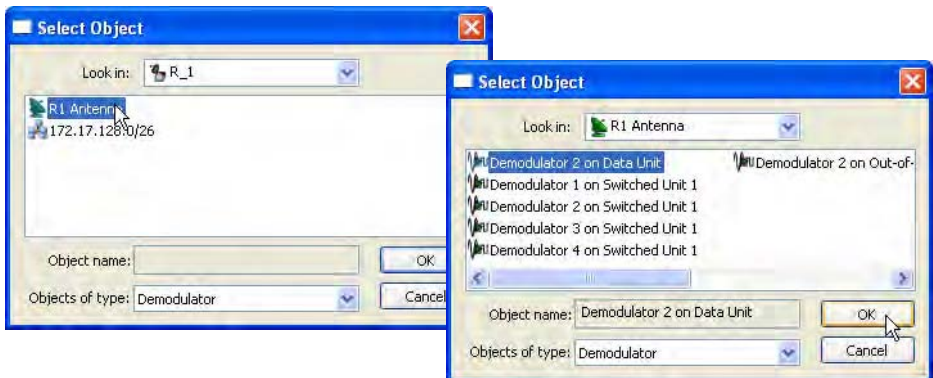 Select Object
Look in: R_1
R1 Antenna
172.17.128.0/26
Object name:
OK
Objects of type: Demodulator
Cancel
Select Object
Look in: R1 Antenna
Demodulator 2 on Data Unit
Demodulator 1 on Switched Unit 1
Demodulator 2 on Switched Unit 1
Demodulator 3 on Switched Unit 1
Demodulator 4 on Switched Unit 1
Demodulator 2 on Out-of-
Object name: Demodulator 2 on Data Unit
OK
Objects of type: Demodulator
Cancel